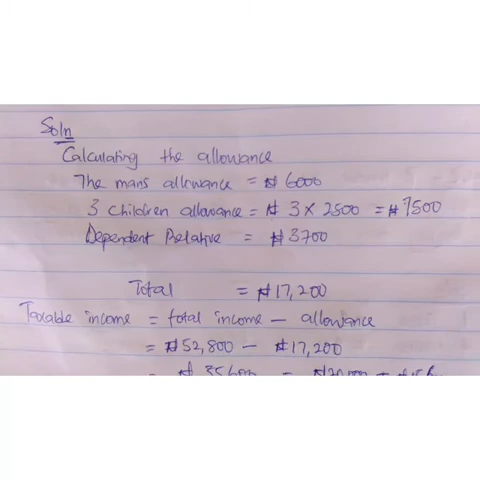 Soln
Calculating the allowance
The mans allowance = ₦6000
3 children allowance = ₦ 3 × 2500 = ₦7500
Dependent Relative = ₦3700
Total = ₦17,200
Taxable income = total income − allowance
= ₦52,800 − ₦17,200